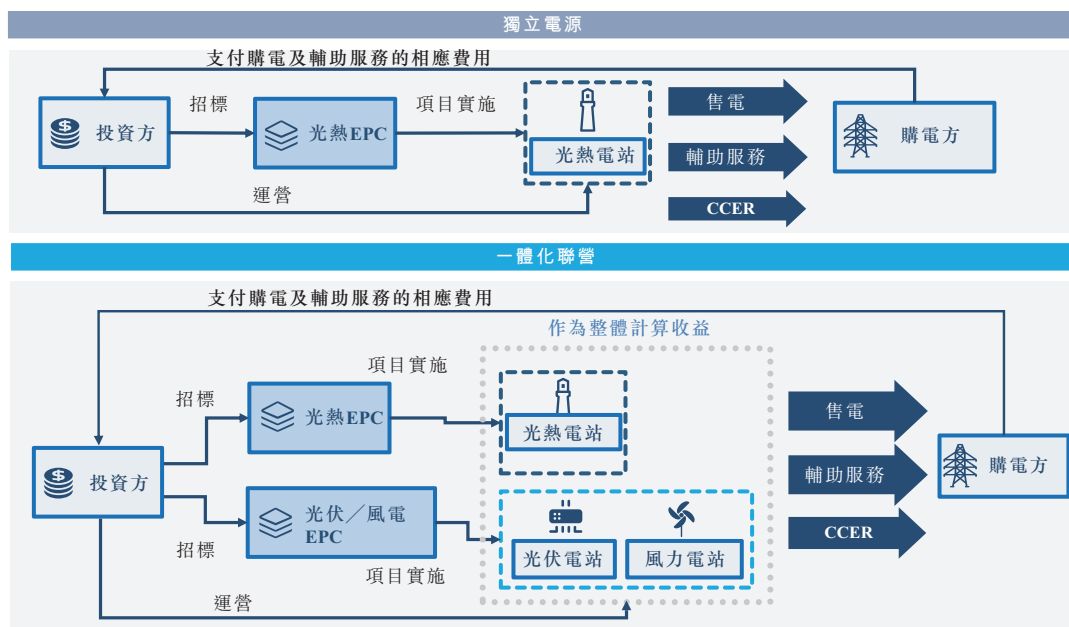 獨立電源
支付購電及輔助服務的相應費用
投資方
招標
光熱EPC
項目實施
光熱電站
售電
輔助服務
CCER
購電方
運營
一體化聯營
支付購電及輔助服務的相應費用
作為整體計算收益
項目實施
招標
光熱EPC
光熱電站
售電
投資方
輔助服務
購電方
光伏／風電
EPC
CCER
招標
光伏電站
風力電站
項目實施
運營